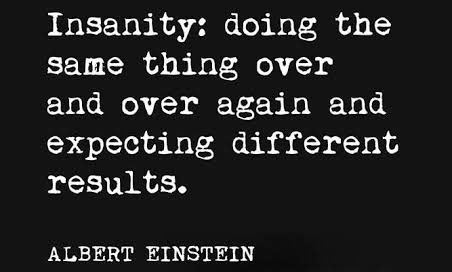 Insanity: doing the
same thing over
and over again and
expecting different
results.
ALBERT EINSTEIN